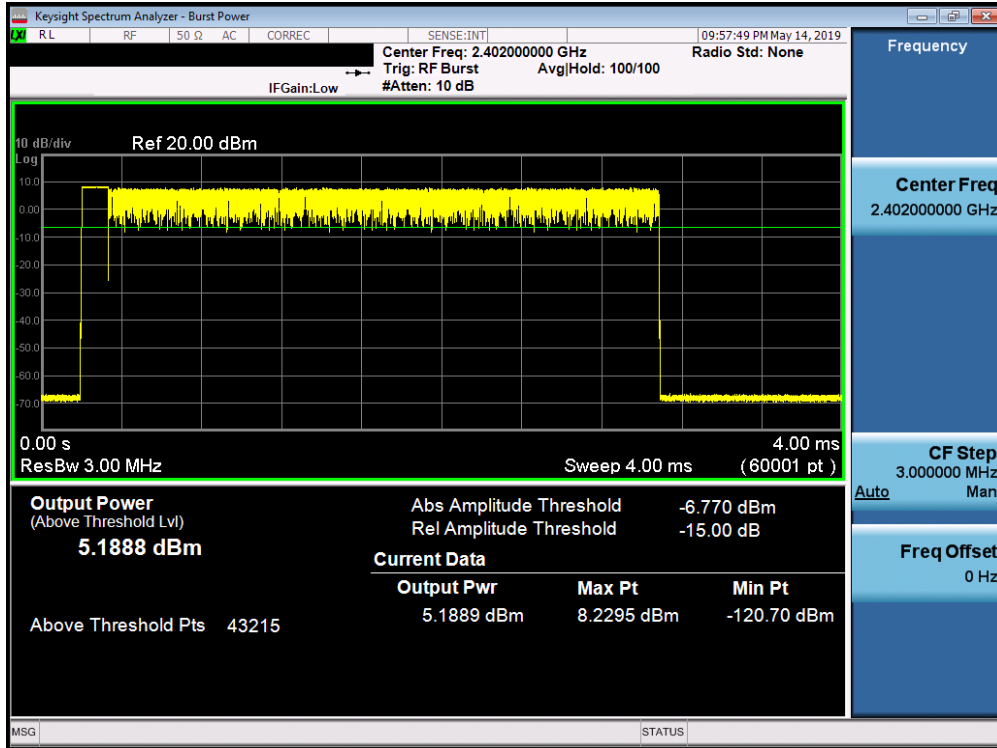 Keysight Spectrum Analyzer - Burst Power
LXI RL RF 50 Ω AC CORREC SENSE:INT 09:57:49 PM May 14, 2019
Center Freq: 2.402000000 GHz Radio Std: None
Trig: RF Burst Avg|Hold: 100/100
IFGain:Low #Atten: 10 dB
10 dB/div Ref 20.00 dBm
Log
10.0
0.00
-10.0
-20.0
-30.0
-40.0
-50.0
-60.0
-70.0
0.00 s 4.00 ms
ResBw 3.00 MHz Sweep 4.00 ms (60001 pt)
Output Power
(Above Threshold Lvl)
5.1888 dBm
Above Threshold Pts 43215
Abs Amplitude Threshold -6.770 dBm
Rel Amplitude Threshold -15.00 dB
Current Data
Output Pwr Max Pt Min Pt
5.1889 dBm 8.2295 dBm -120.70 dBm
Frequency
Center Freq
2.402000000 GHz
CF Step
3.000000 MHz
Auto Man
Freq Offset
0 Hz
MSG STATUS